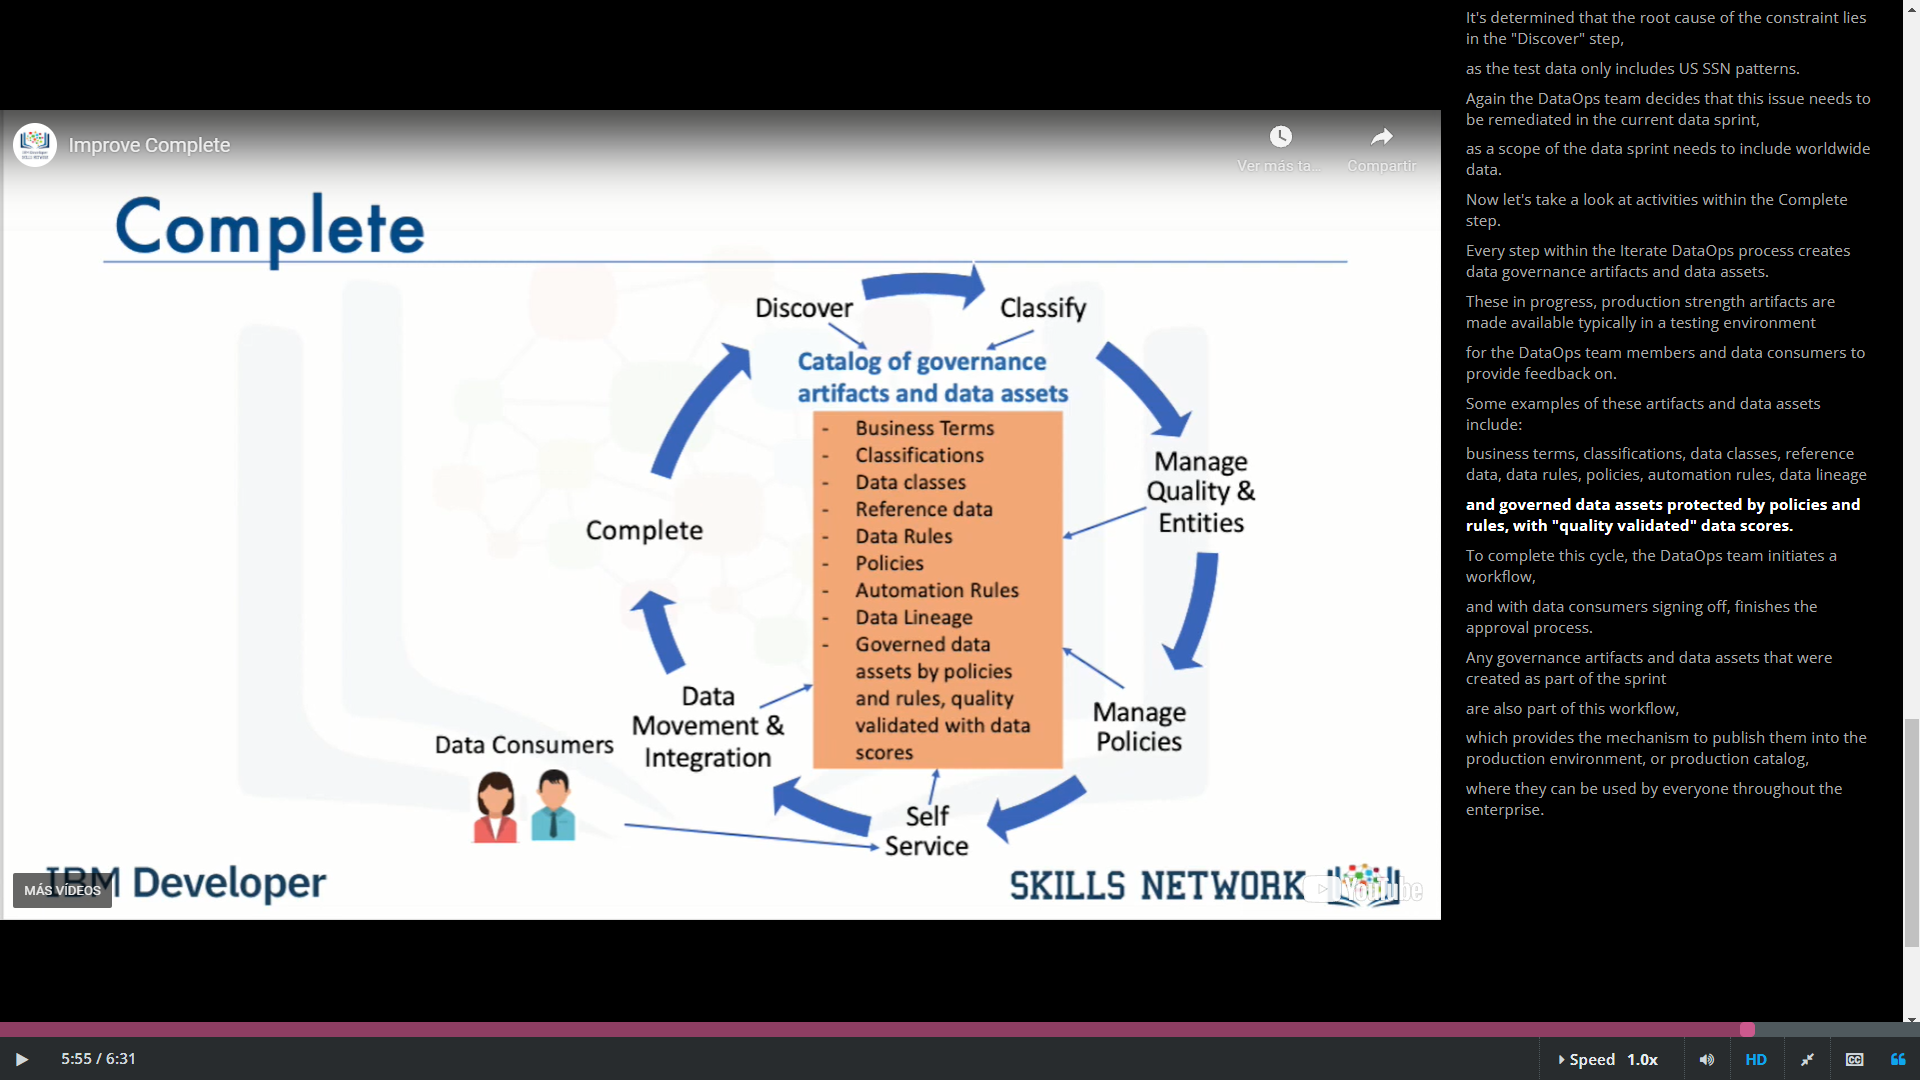 Improve Complete
Ver más ta...
Compartir
Complete
Discover
Classify
Catalog of governance
artifacts and data assets
- Business Terms
- Classifications
- Data classes
- Reference data
- Data Rules
- Policies
- Automation Rules
- Data Lineage
- Governed data
assets by policies
and rules, quality
validated with data
scores
Manage
Quality &
Entities
Manage
Policies
Self
Service
Data
Movement &
Integration
Complete
Data Consumers
IBM Developer
MÁS VÍDEOS
SKILLS NETWORK
YouTube
It's determined that the root cause of the constraint lies
in the "Discover" step,
as the test data only includes US SSN patterns.
Again the DataOps team decides that this issue needs to
be remediated in the current data sprint,
as a scope of the data sprint needs to include worldwide
data.
Now let's take a look at activities within the Complete
step.
Every step within the Iterate DataOps process creates
data governance artifacts and data assets.
These in progress, production strength artifacts are
made available typically in a testing environment
for the DataOps team members and data consumers to
provide feedback on.
Some examples of these artifacts and data assets
include:
business terms, classifications, data classes, reference
data, data rules, policies, automation rules, data lineage
and governed data assets protected by policies and
rules, with "quality validated" data scores.
To complete this cycle, the DataOps team initiates a
workflow,
and with data consumers signing off, finishes the
approval process.
Any governance artifacts and data assets that were
created as part of the sprint
are also part of this workflow,
which provides the mechanism to publish them into the
production environment, or production catalog,
where they can be used by everyone throughout the
enterprise.
5:55 / 6:31
Speed 1.0x
HD
CC